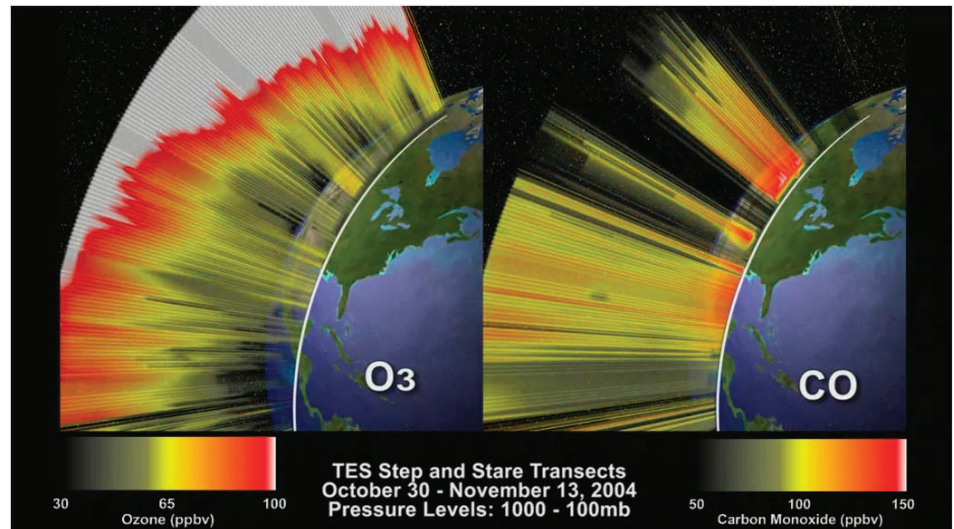 O3
CO
30 65 100
Ozone (ppbv)
TES Step and Stare Transects
October 30 - November 13, 2004
Pressure Levels: 1000 - 100mb
50 100 150
Carbon Monoxide (ppbv)